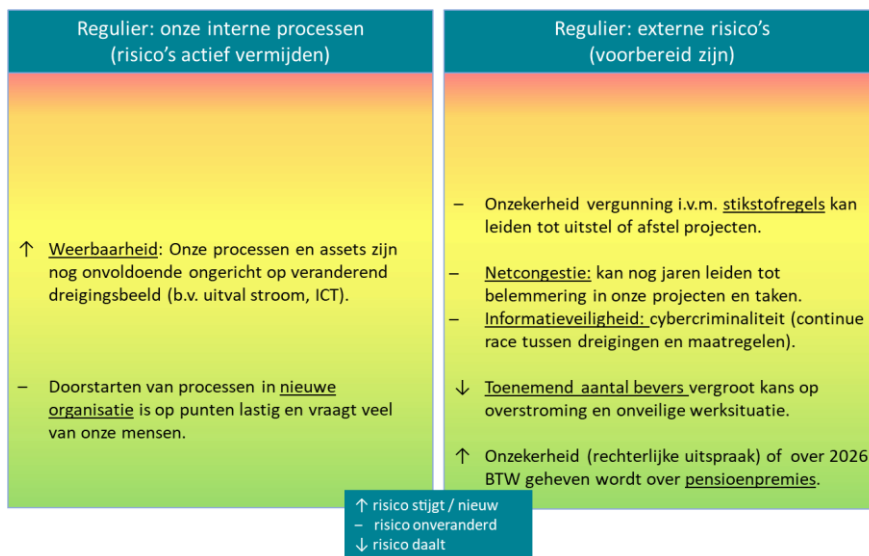 Regulier: onze interne processen
(risico's actief vermijden)
↑ Weerbaarheid: Onze processen en assets zijn
nog onvoldoende ongericht op veranderend
dreigingsbeeld (b.v. uitval stroom, ICT).
– Doorstarten van processen in nieuwe
organisatie is op punten lastig en vraagt veel
van onze mensen.
Regulier: externe risico's
(voorbereid zijn)
– Onzekerheid vergunning i.v.m. stikstofregels kan
leiden tot uitstel of afstel projecten.
– Netcongestie: kan nog jaren leiden tot
belemmering in onze projecten en taken.
– Informatieveiligheid: cybercriminaliteit (continue
race tussen dreigingen en maatregelen).
↓ Toenemend aantal bevers vergroot kans op
overstroming en onveilige werksituatie.
↑ Onzekerheid (rechterlijke uitspraak) of over 2026
BTW geheven wordt over pensioenpremies.
↑ risico stijgt / nieuw
– risico onveranderd
↓ risico daalt